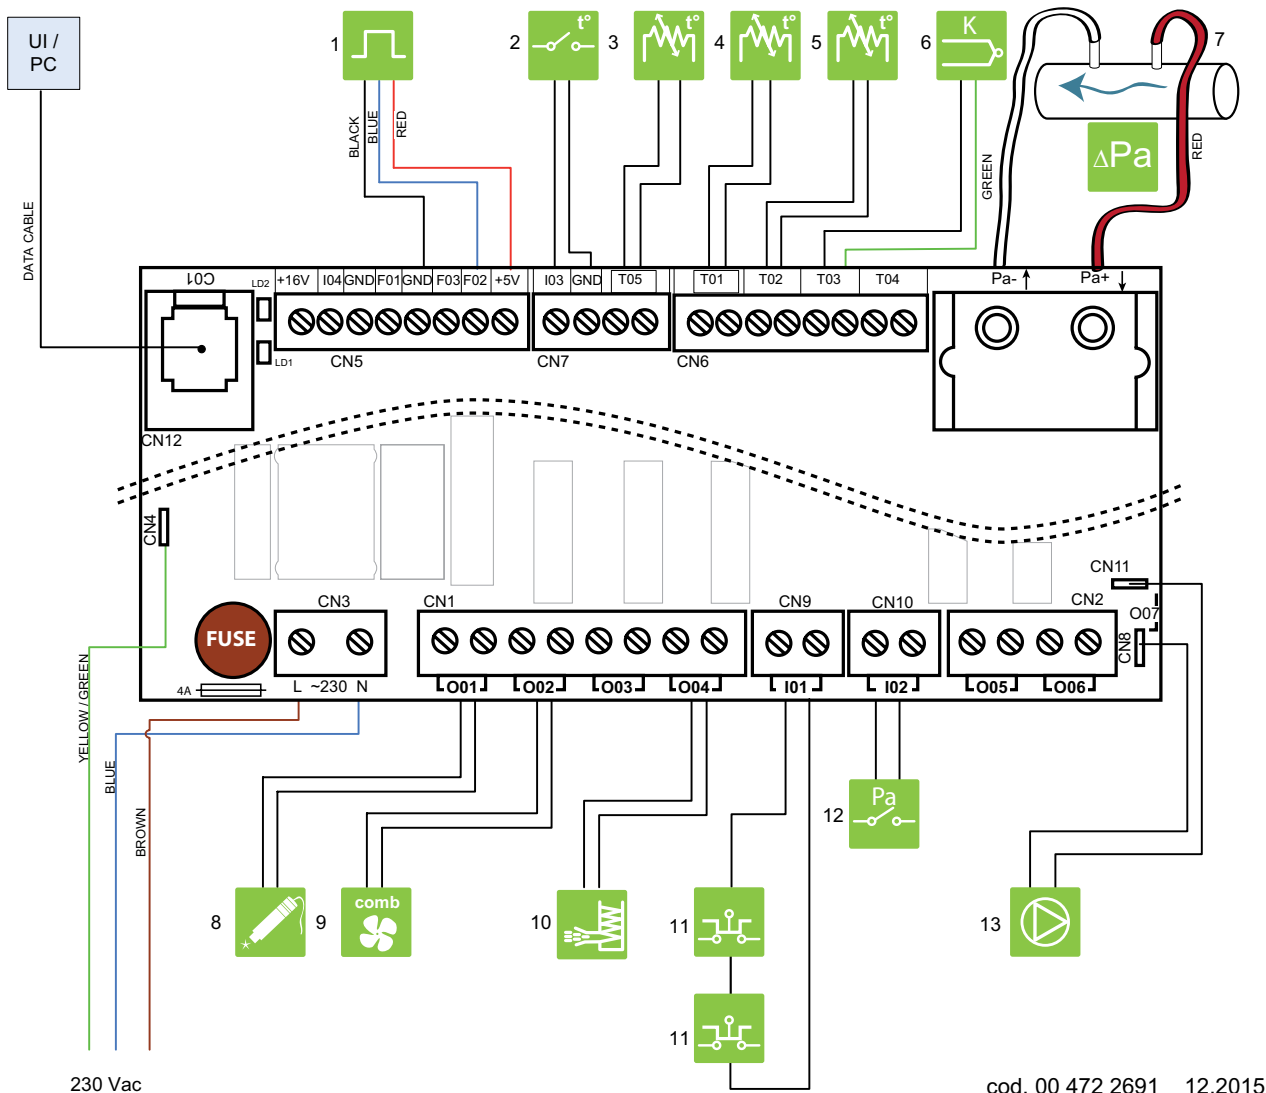 UI /
PC
1
2
t°
3
t°
4
t°
5
t°
6
K
7
BLACK
BLUE
RED
GREEN
ΔPa
RED
DATA CABLE
C01
LD2
+16V
I04
GND
F01
GND
F03
F02
+5V
I03
GND
T05
T01
T02
T03
T04
Pa-
Pa+
LD1
CN5
CN7
CN6
CN12
CN4
CN11
CN3
CN1
CN9
CN10
CN2
O07
CN8
FUSE
4A
L ~230 N
O01
O02
O03
O04
I01
I02
O05
O06
YELLOW / GREEN
BLUE
BROWN
Pa
12
8
9
comb
10
11
13
11
230 Vac
cod. 00 472 2691 12.2015